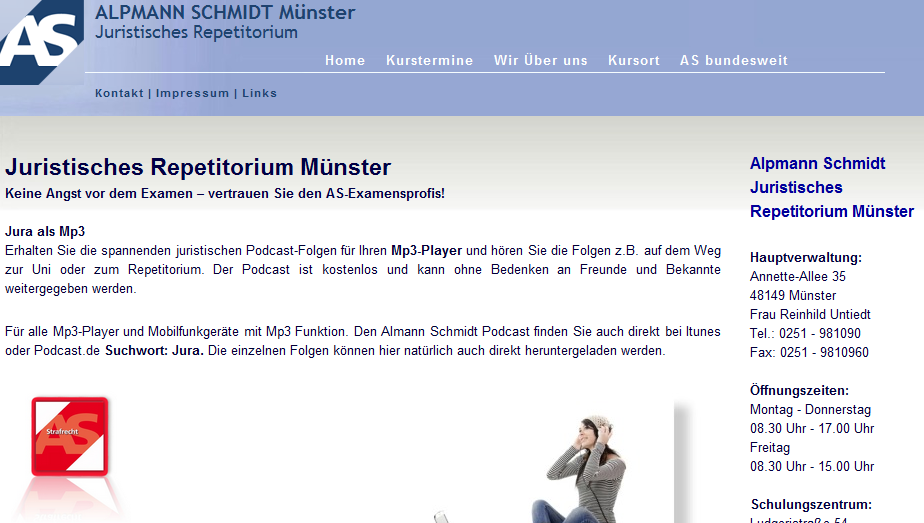 AS
ALPMANN SCHMIDT Münster
Juristisches Repetitorium
Home Kurstermine Wir Über uns Kursort AS bundesweit
Kontakt | Impressum | Links
Juristisches Repetitorium Münster
Keine Angst vor dem Examen – vertrauen Sie den AS-Examensprofis!
Jura als Mp3
Erhalten Sie die spannenden juristischen Podcast-Folgen für Ihren Mp3-Player und hören Sie die Folgen z.B. auf dem Weg
zur Uni oder zum Repetitorium. Der Podcast ist kostenlos und kann ohne Bedenken an Freunde und Bekannte
weitergegeben werden.
Für alle Mp3-Player und Mobilfunkgeräte mit Mp3 Funktion. Den Almann Schmidt Podcast finden Sie auch direkt bei Itunes
oder Podcast.de Suchwort: Jura. Die einzelnen Folgen können hier natürlich auch direkt heruntergeladen werden.
AS
Strafrecht
Alpmann Schmidt
Juristisches
Repetitorium Münster
Hauptverwaltung:
Annette-Allee 35
48149 Münster
Frau Reinhild Untiedt
Tel.: 0251 - 981090
Fax: 0251 - 9810960
Öffnungszeiten:
Montag - Donnerstag
08.30 Uhr - 17.00 Uhr
Freitag
08.30 Uhr - 15.00 Uhr
Schulungszentrum:
Ludgeristraße 54